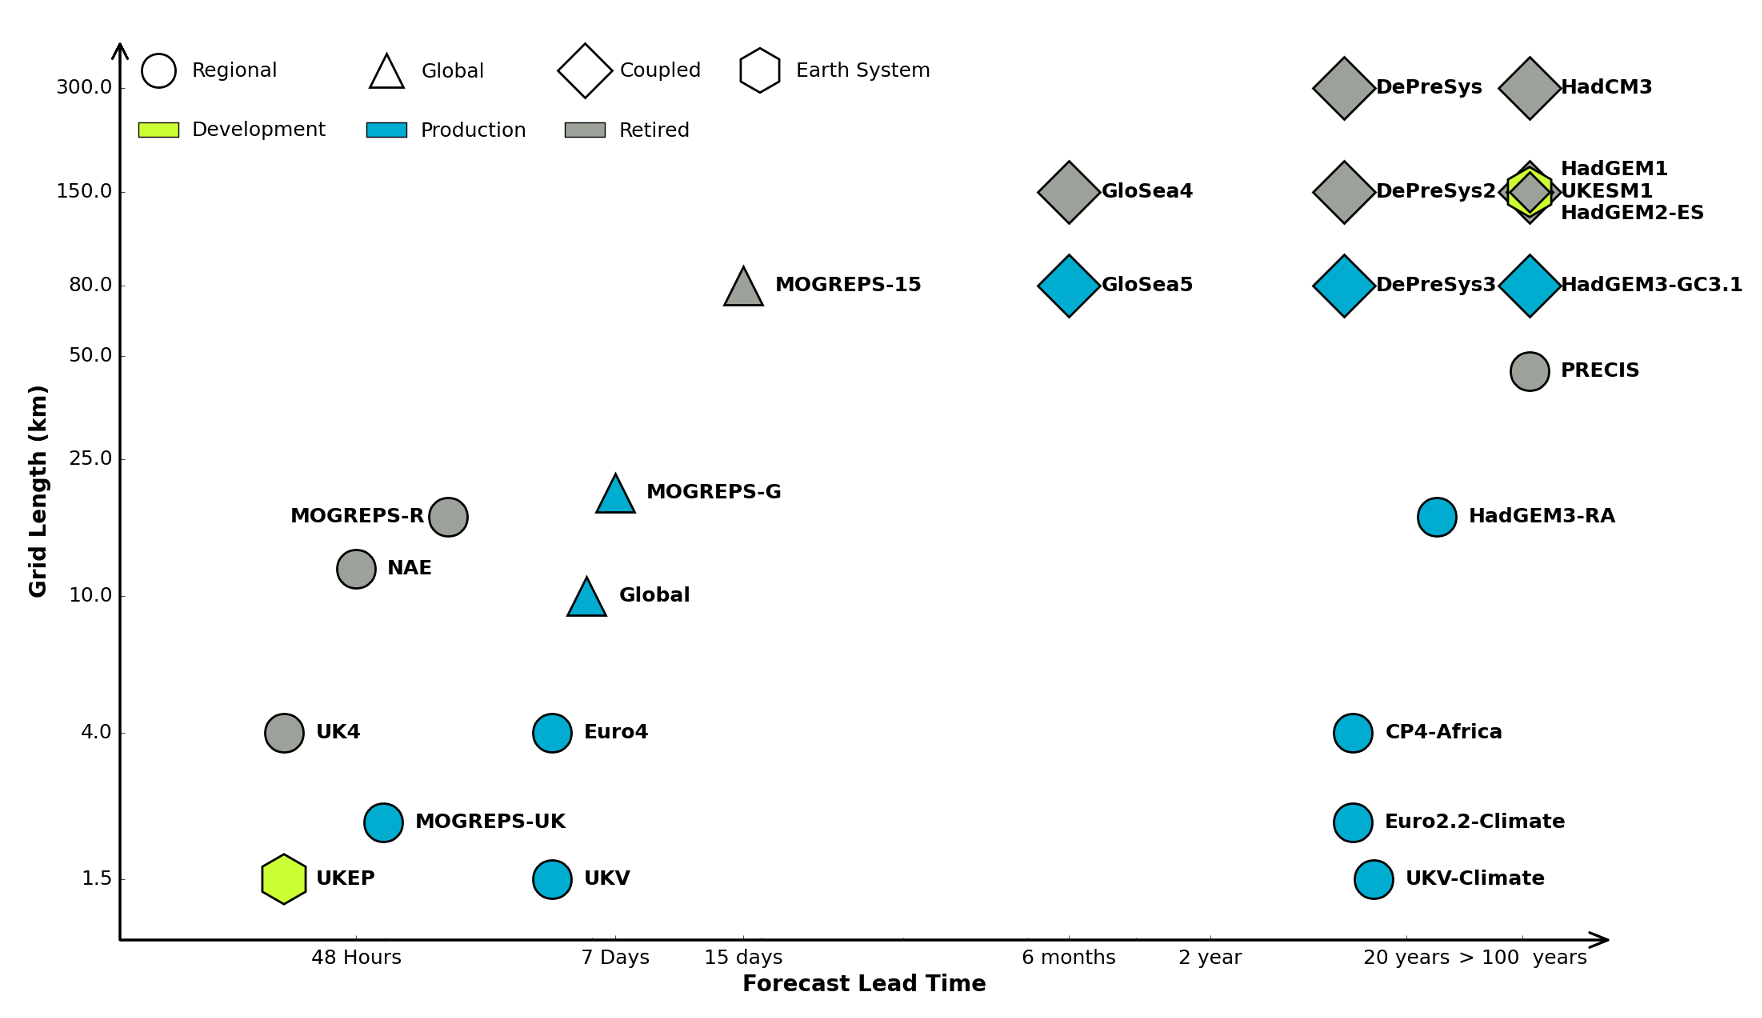 Regional Global Coupled Earth System
300.0 DePreSys HadCM3
Development Production Retired
HadGEM1
150.0 GloSea4 DePreSys2 UKESM1
HadGEM2-ES
80.0 MOGREPS-15 GloSea5 DePreSys3 HadGEM3-GC3.1
50.0
PRECIS
25.0
MOGREPS-G
MOGREPS-R HadGEM3-RA
NAE
10.0 Global
4.0 UK4 Euro4 CP4-Africa
MOGREPS-UK Euro2.2-Climate
1.5 UKEP UKV UKV-Climate
Grid Length (km)
48 Hours 7 Days 15 days 6 months 2 year 20 years > 100 years
Forecast Lead Time